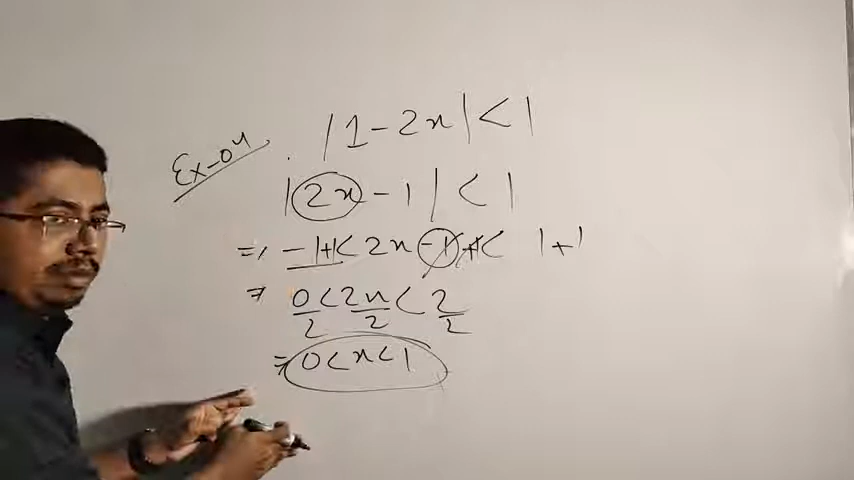 Ex-04
|1-2x|<1
|2x-1|<1
=> -1+1<2x-1+1<1+1
=> 0/2<2x/2<2/2
=> 0<x<1